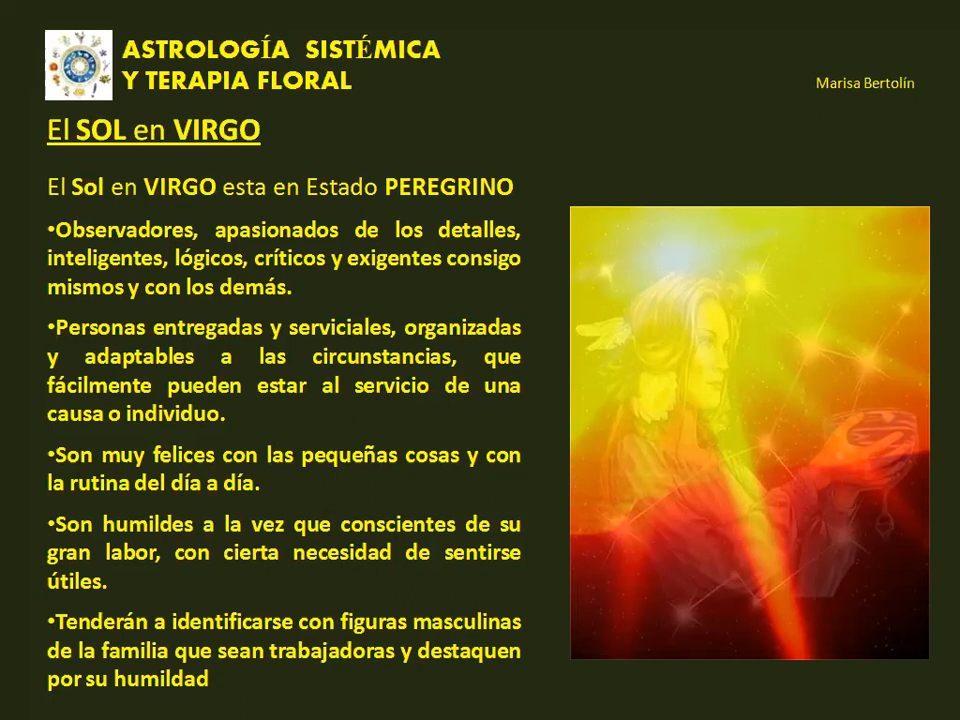 ASTROLOGÍA SISTÉMICA
Y TERAPIA FLORAL
Marisa Bertolín
El SOL en VIRGO
El Sol en VIRGO esta en Estado PEREGRINO
•Observadores, apasionados de los detalles,
inteligentes, lógicos, críticos y exigentes consigo
mismos y con los demás.
•Personas entregadas y serviciales, organizadas
y adaptables a las circunstancias, que
fácilmente pueden estar al servicio de una
causa o individuo.
•Son muy felices con las pequeñas cosas y con
la rutina del día a día.
•Son humildes a la vez que conscientes de su
gran labor, con cierta necesidad de sentirse
útiles.
•Tenderán a identificarse con figuras masculinas
de la familia que sean trabajadoras y destaquen
por su humildad